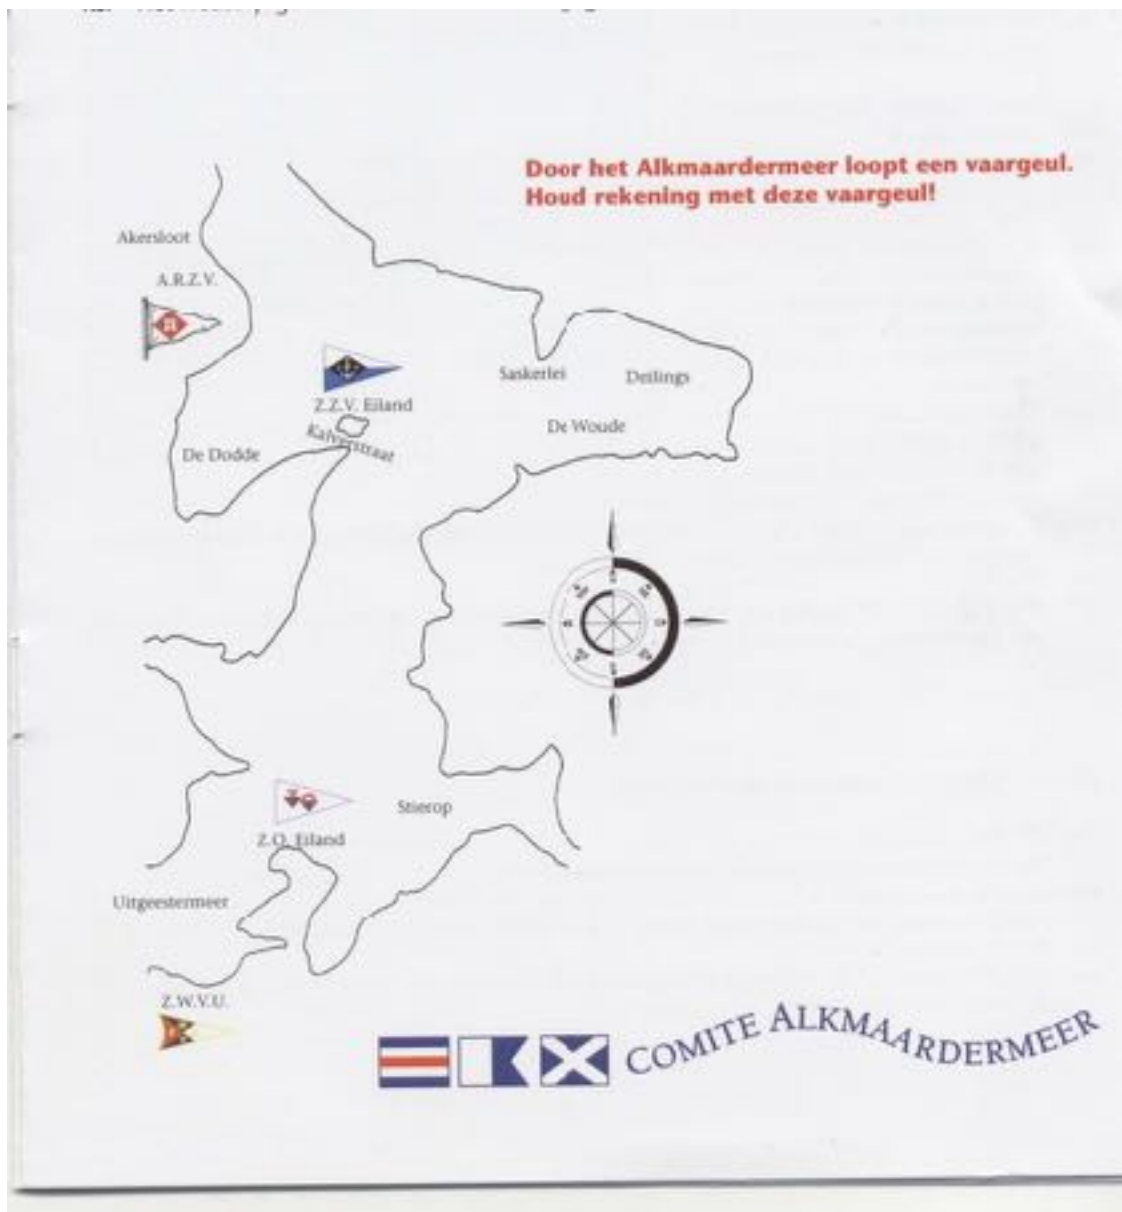 Door het Alkmaardermeer loopt een vaargeul.
Houd rekening met deze vaargeul!
Akersloot
A.R.Z.V.
Z.Z.V. Eiland
Kalverstraat
De Dodde
Saskerlei
Deilings
De Woude
Stierop
Z.O. Eiland
Uitgeestermeer
Z.W.V.U.
COMITE ALKMAARDERMEER